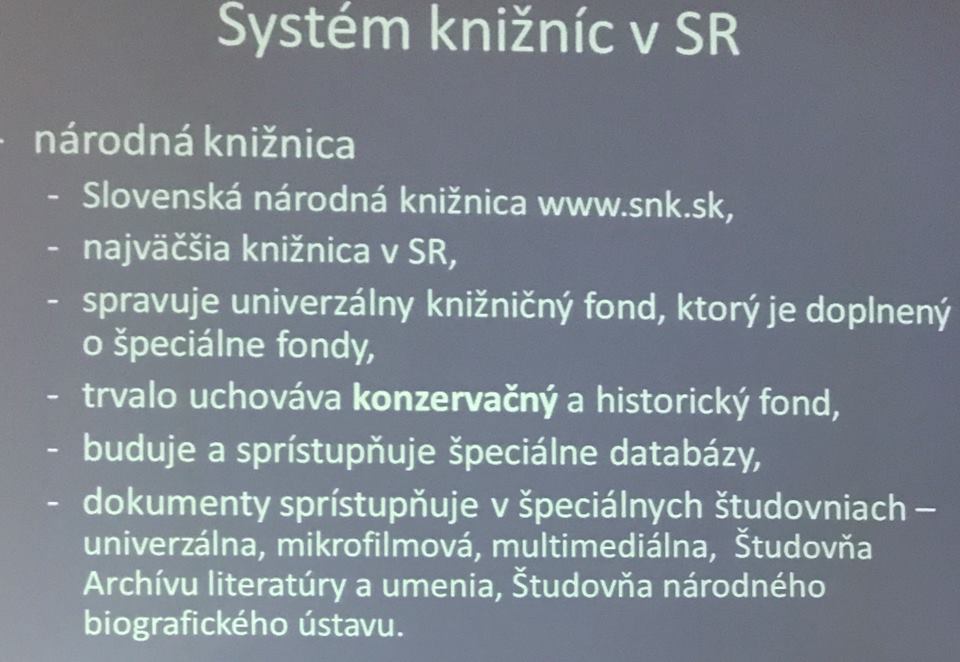 Systém knižníc v SR
- národná knižnica
- Slovenská národná knižnica www.snk.sk,
- najväčšia knižnica v SR,
- spravuje univerzálny knižničný fond, ktorý je doplnený
o špeciálne fondy,
- trvalo uchováva konzervačný a historický fond,
- buduje a sprístupňuje špeciálne databázy,
- dokumenty sprístupňuje v špeciálnych študovniach –
univerzálna, mikrofilmová, multimediálna, Študovňa
Archívu literatúry a umenia, Študovňa národného
biografického ústavu.